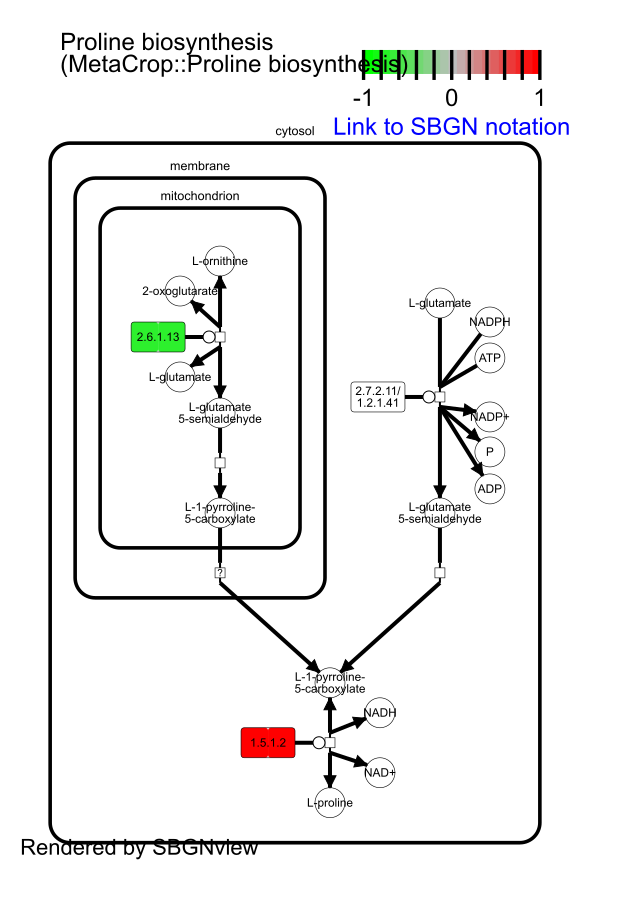 Proline biosynthesis
(MetaCrop::Proline biosynthesis)
-1 0 1
Link to SBGN notation
cytosol
membrane
mitochondrion
L-ornithine
2-oxoglutarate
2.6.1.13
L-glutamate
L-glutamate
5-semialdehyde
L-1-pyrroline-
5-carboxylate
?
L-glutamate
NADPH
ATP
2.7.2.11/
1.2.1.41
NADP+
P
ADP
L-glutamate
5-semialdehyde
L-1-pyrroline-
5-carboxylate
NADH
1.5.1.2
NAD+
L-proline
Rendered by SBGNview